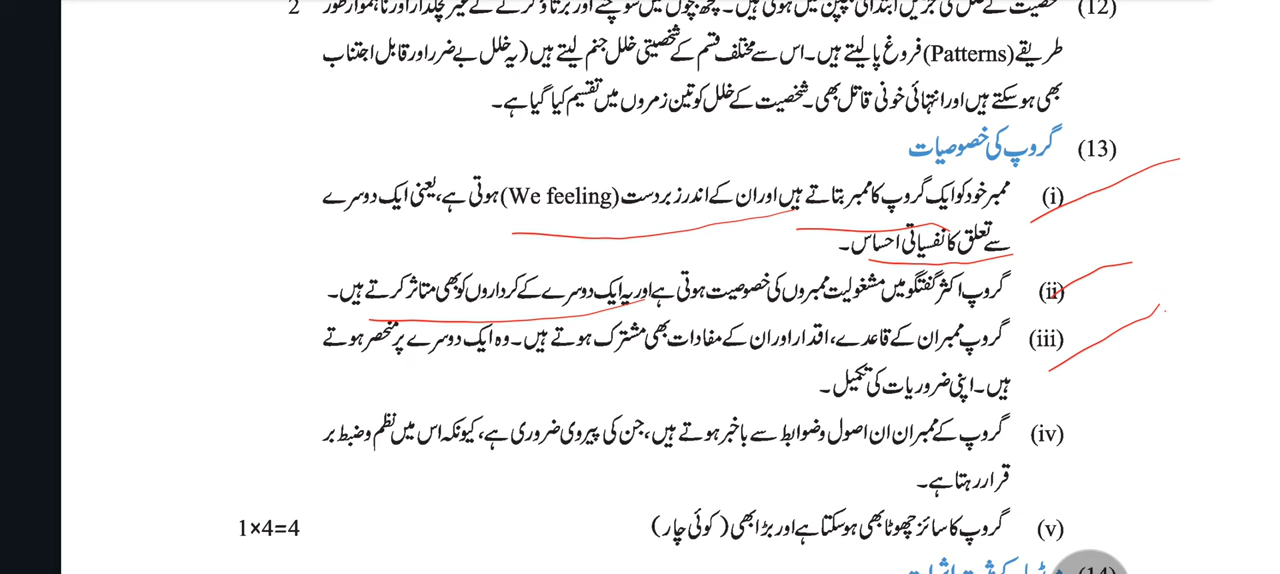 (12) شخصیت کے خلل کی جڑیں ابتدائی بچپن میں ہوتی ہیں۔ کچھ بچوں میں سوچنے اور برتاؤ کرنے کے غیر لچکدار اور ناہموار طور 2
طریقے (Patterns) فروغ پا لیتے ہیں۔ اس سے مختلف قسم کے شخصیتی خلل جنم لیتے ہیں (یہ خلل بے ضرر اور قابل اجتناب
بھی ہو سکتے ہیں اور انتہائی خونی قاتل بھی۔ شخصیت کے خلل کو تین زمروں میں تقسیم کیا گیا ہے۔
(13) گروپ کی خصوصیات
(i) ممبر خود کو ایک گروپ کا ممبر بتاتے ہیں اور ان کے اندر زبردست (We feeling) ہوتی ہے، یعنی ایک دوسرے
سے تعلق کا نفسیاتی احساس۔
(ii) گروپ اکثر گفتگو میں مشغولیت ممبروں کی خصوصیت ہوتی ہے اور یہ ایک دوسرے کے کرداروں کو بھی متاثر کرتے ہیں۔
(iii) گروپ ممبران کے قاعدے، اقدار اور ان کے مفادات بھی مشترک ہوتے ہیں۔ وہ ایک دوسرے پر منحصر ہوتے
ہیں۔ اپنی ضروریات کی تکمیل۔
(iv) گروپ کے ممبران ان اصول وضوابط سے باخبر ہوتے ہیں، جن کی پیروی ضروری ہے، کیونکہ اس میں نظم وضبط بر
قرار رہتا ہے۔
(v) گروپ کا سائز چھوٹا بھی ہو سکتا ہے اور بڑا بھی (کوئی چار) 1×4=4
(14)